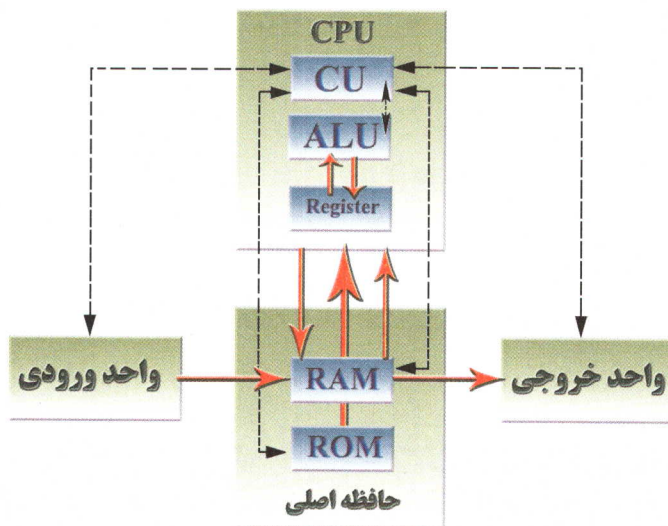 CPU
CU
ALU
Register
واحد ورودی
RAM
واحد خروجی
ROM
حافظه اصلی